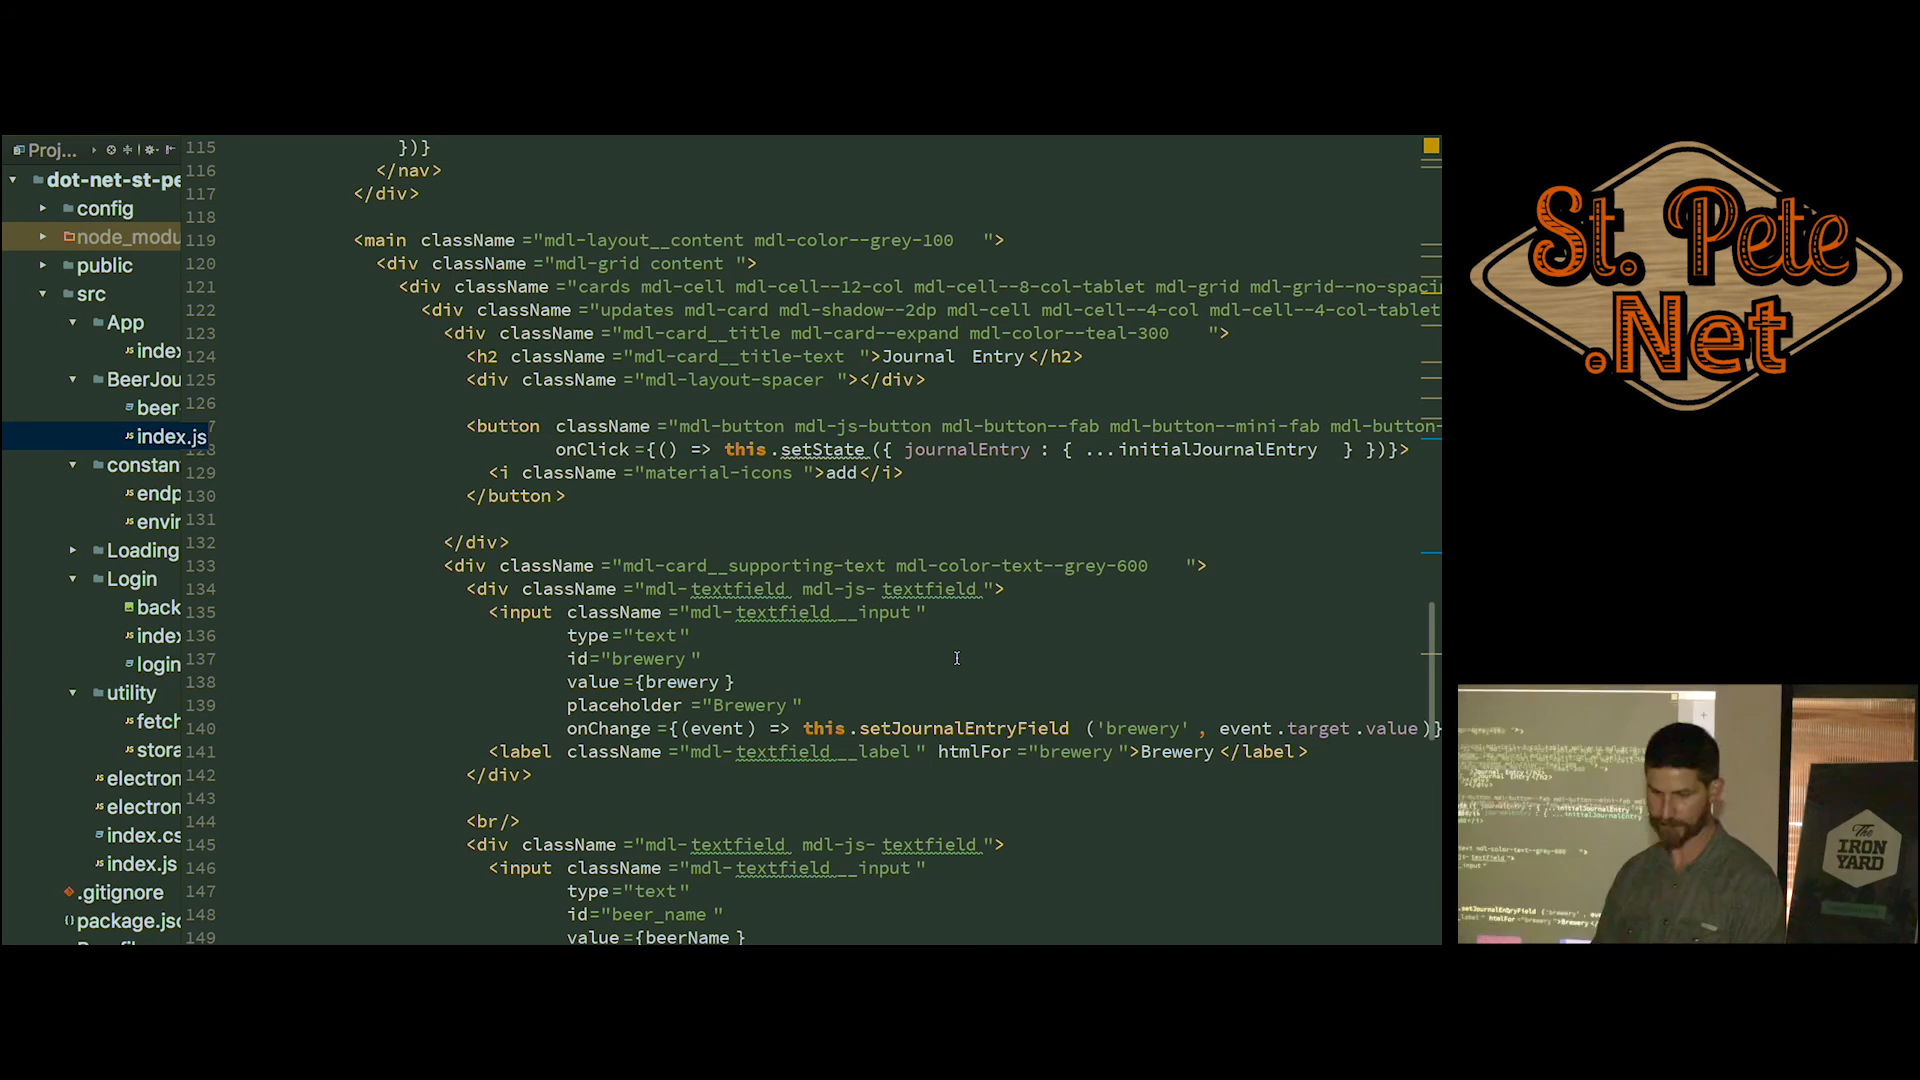 Proj...
dot-net-st-pe
config
node_modu
public
src
App
index
BeerJou
beer
index.js
constan
endp
envir
Loading
Login
back
index
login
utility
fetch
stora
electron
electron
index.cs
index.js
.gitignore
package.jsc
115 })}
116 </nav>
117 </div>
118
119 <main className="mdl-layout__content mdl-color--grey-100">
120 <div className="mdl-grid content">
121 <div className="cards mdl-cell mdl-cell--12-col mdl-cell--8-col-tablet mdl-grid mdl-grid--no-spacin
122 <div className="updates mdl-card mdl-shadow--2dp mdl-cell mdl-cell--4-col mdl-cell--4-col-tablet
123 <div className="mdl-card__title mdl-card--expand mdl-color--teal-300">
124 <h2 className="mdl-card__title-text">Journal Entry</h2>
125 <div className="mdl-layout-spacer"></div>
126
7 <button className="mdl-button mdl-js-button mdl-button--fab mdl-button--mini-fab mdl-button-
128 onClick={() => this.setState({ journalEntry: { ...initialJournalEntry } })}>
129 <i className="material-icons">add</i>
130 </button>
131
132 </div>
133 <div className="mdl-card__supporting-text mdl-color-text--grey-600">
134 <div className="mdl-textfield mdl-js-textfield">
135 <input className="mdl-textfield__input"
136 type="text"
137 id="brewery"
138 value={brewery}
139 placeholder="Brewery"
140 onChange={(event) => this.setJournalEntryField('brewery', event.target.value)}
141 <label className="mdl-textfield__label" htmlFor="brewery">Brewery</label>
142 </div>
143
144 <br/>
145 <div className="mdl-textfield mdl-js-textfield">
146 <input className="mdl-textfield__input"
147 type="text"
148 id="beer_name"
149 value={beerName}
St. Pete
.Net
The
IRON
YARD